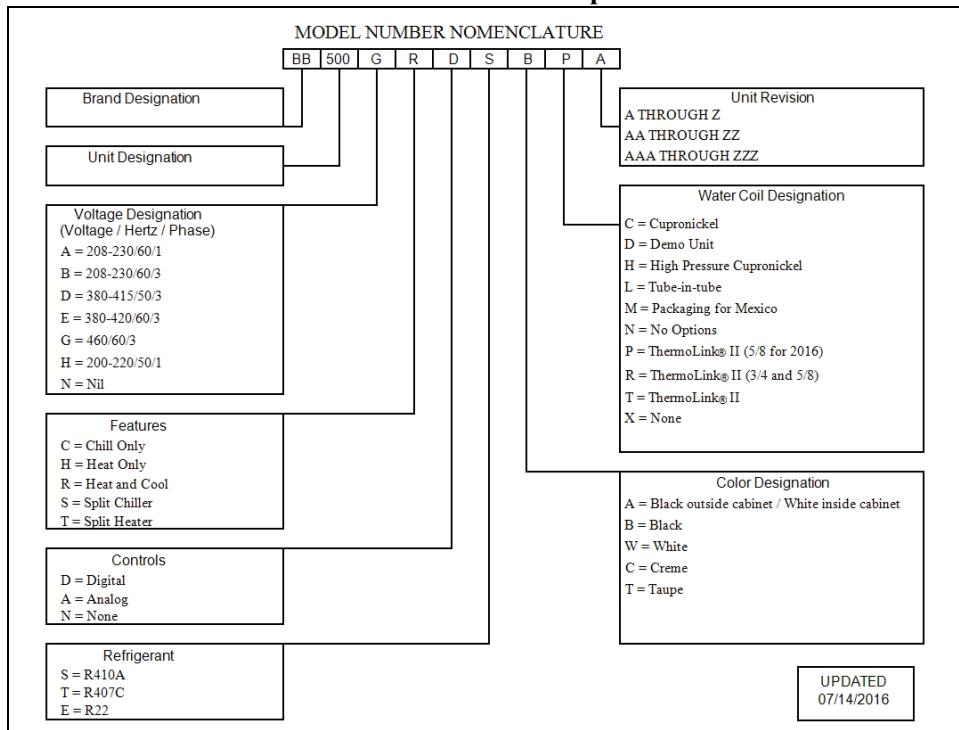 MODEL NUMBER NOMENCLATURE
BB 500 G R D S B P A
Brand Designation
Unit Designation
Voltage Designation
(Voltage / Hertz / Phase)
A = 208-230/60/1
B = 208-230/60/3
D = 380-415/50/3
E = 380-420/60/3
G = 460/60/3
H = 200-220/50/1
N = Nil
Features
C = Chill Only
H = Heat Only
R = Heat and Cool
S = Split Chiller
T = Split Heater
Controls
D = Digital
A = Analog
N = None
Refrigerant
S = R410A
T = R407C
E = R22
Unit Revision
A THROUGH Z
AA THROUGH ZZ
AAA THROUGH ZZZ
Water Coil Designation
C = Cupronickel
D = Demo Unit
H = High Pressure Cupronickel
L = Tube-in-tube
M = Packaging for Mexico
N = No Options
P = ThermoLink® II (5/8 for 2016)
R = ThermoLink® II (3/4 and 5/8)
T = ThermoLink® II
X = None
Color Designation
A = Black outside cabinet / White inside cabinet
B = Black
W = White
C = Creme
T = Taupe
UPDATED
07/14/2016